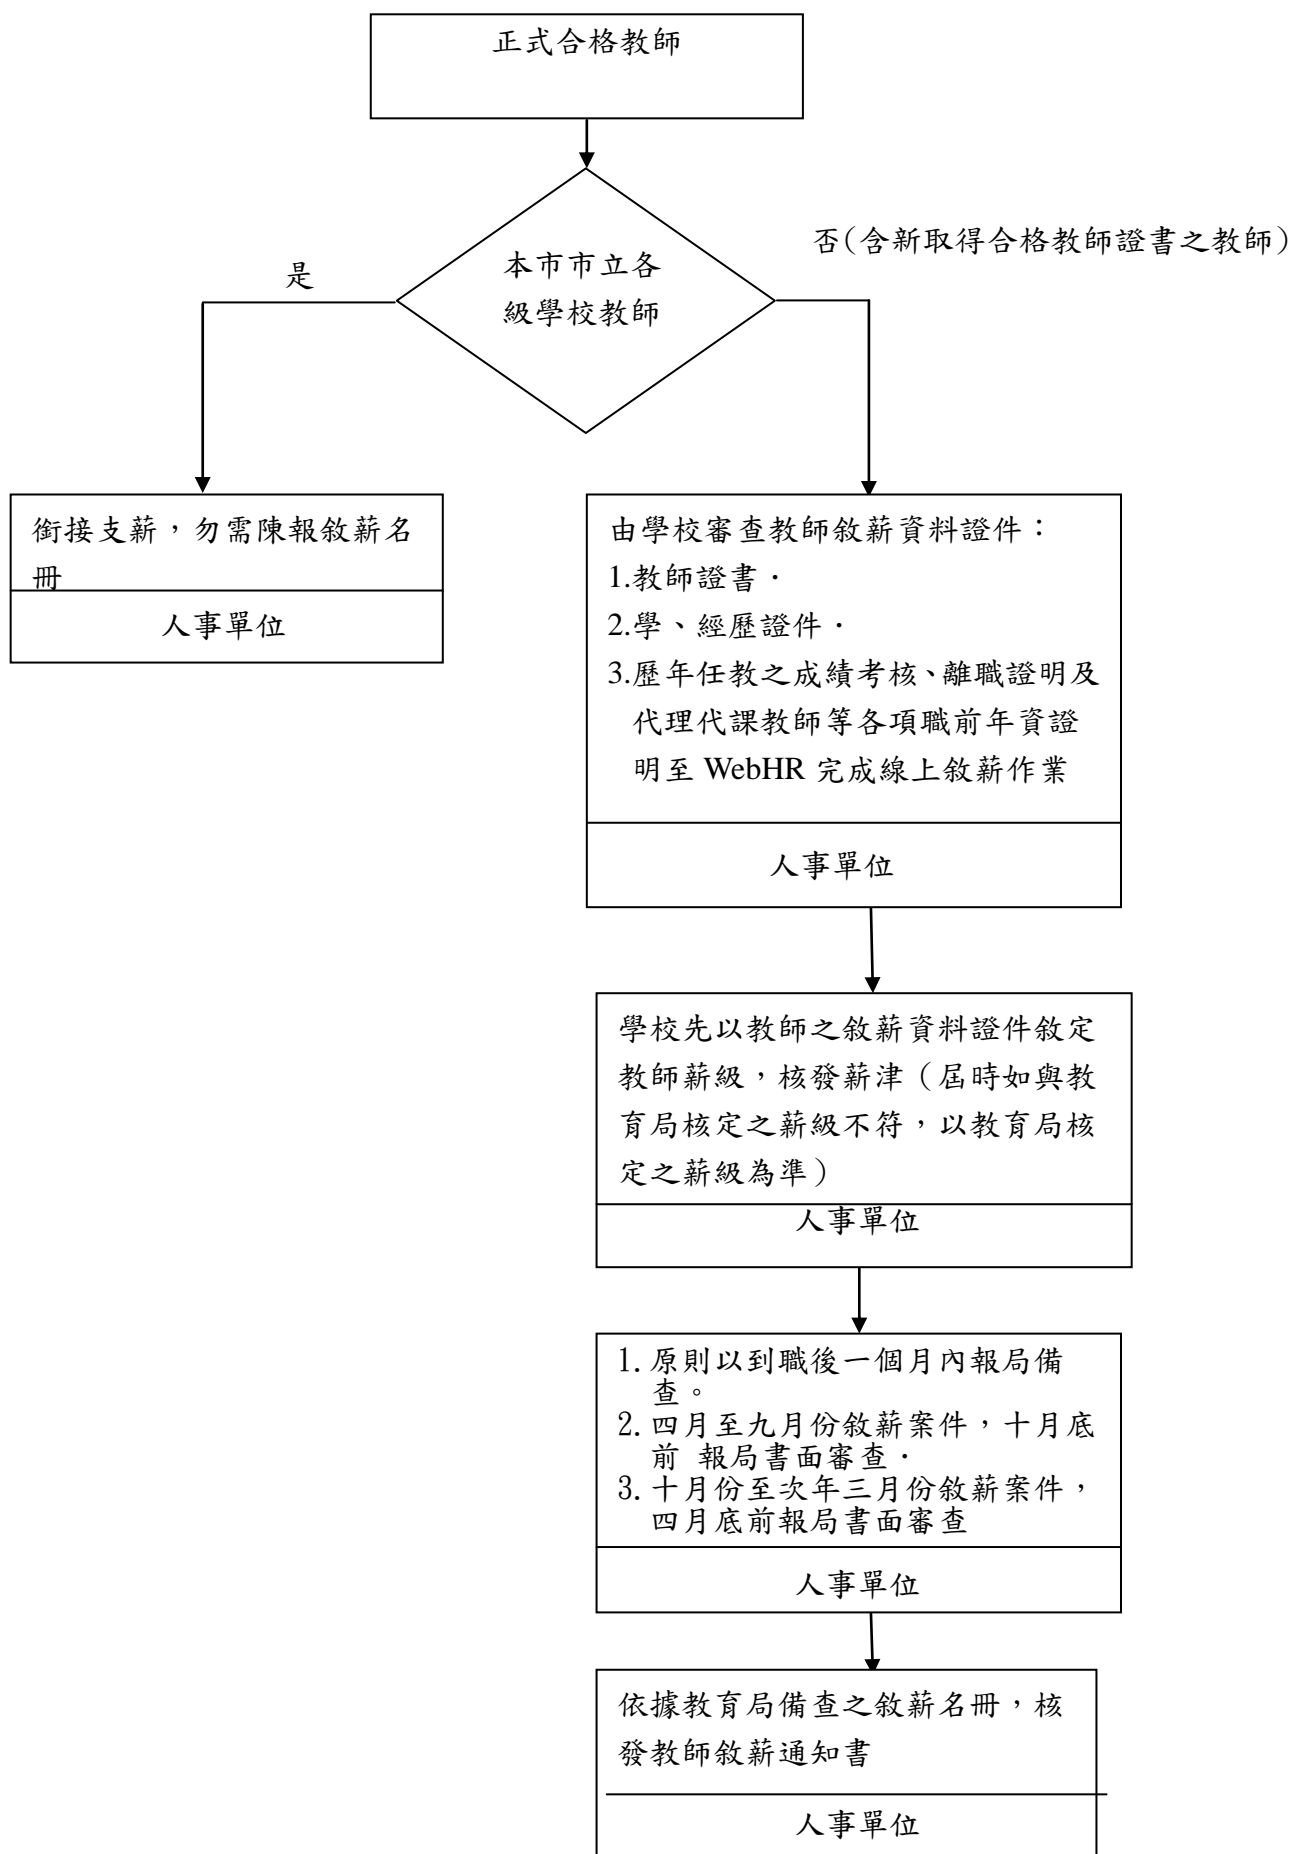 正式合格教師
本市市立各
級學校教師
是
否(含新取得合格教師證書之教師)
銜接支薪，勿需陳報敘薪名
冊
人事單位
由學校審查教師敘薪資料證件：
1.教師證書．
2.學、經歷證件．
3.歷年任教之成績考核、離職證明及
代理代課教師等各項職前年資證
明至 WebHR 完成線上敘薪作業
人事單位
學校先以教師之敘薪資料證件敘定
教師薪級，核發薪津（屆時如與教
育局核定之薪級不符，以教育局核
定之薪級為準）
人事單位
1.原則以到職後一個月內報局備
查。
2.四月至九月份敘薪案件，十月底
前 報局書面審查．
3.十月份至次年三月份敘薪案件，
四月底前報局書面審查
人事單位
依據教育局備查之敘薪名冊，核
發教師敘薪通知書
人事單位